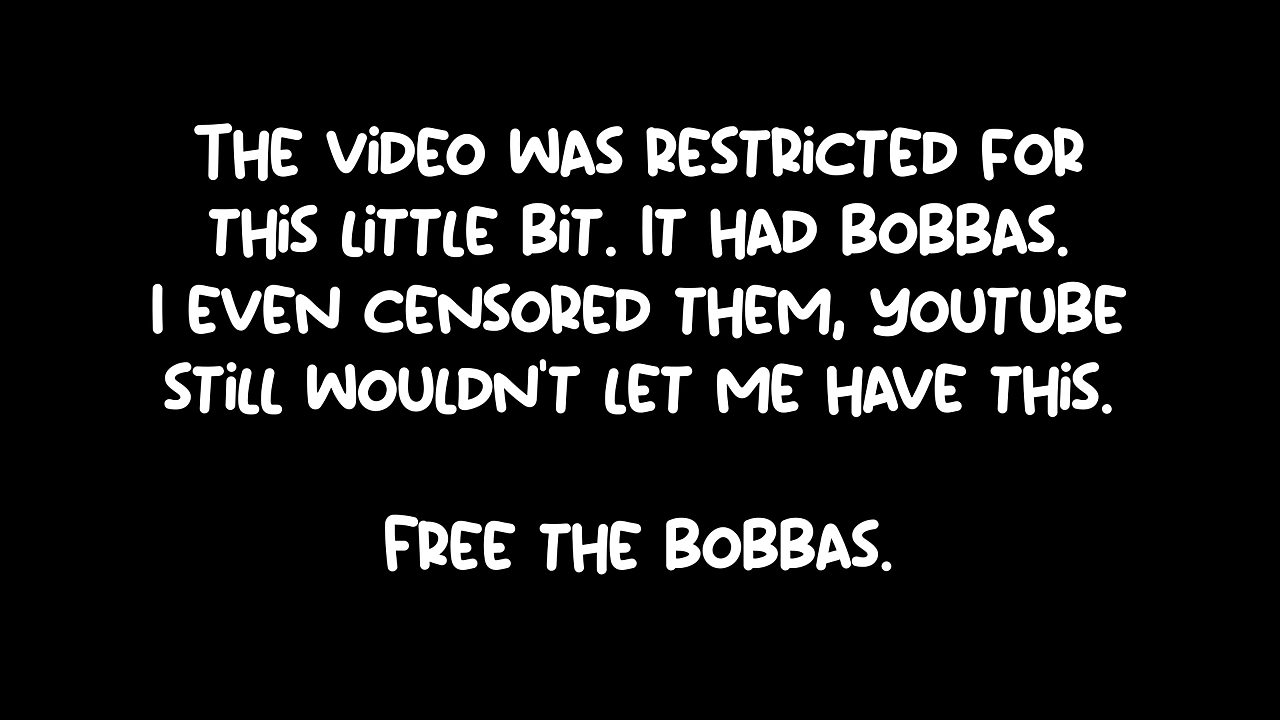 THE VIDEO WAS RESTRICTED FOR
THIS LITTLE BIT. IT HAD BOBBAS.
I EVEN CENSORED THEM, YOUTUBE
STILL WOULDN'T LET ME HAVE THIS.
FREE THE BOBBAS.